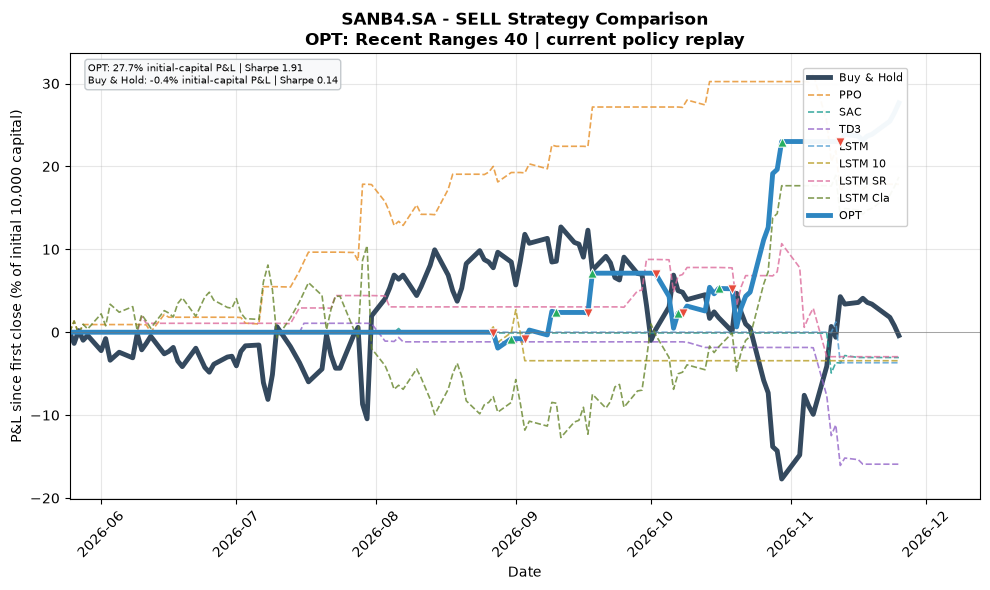 SANB4.SA - SELL Strategy Comparison
OPT: Recent Ranges 40 | current policy replay
OPT: 27.7% initial-capital P&L | Sharpe 1.91
Buy & Hold: -0.4% initial-capital P&L | Sharpe 0.14
Buy & Hold
PPO
SAC
TD3
LSTM
LSTM 10
LSTM SR
LSTM Cla
OPT
P&L since first close (% of initial 10,000 capital)
30
20
10
0
−10
−20
2026-06
2026-07
2026-08
2026-09
2026-10
2026-11
2026-12
Date